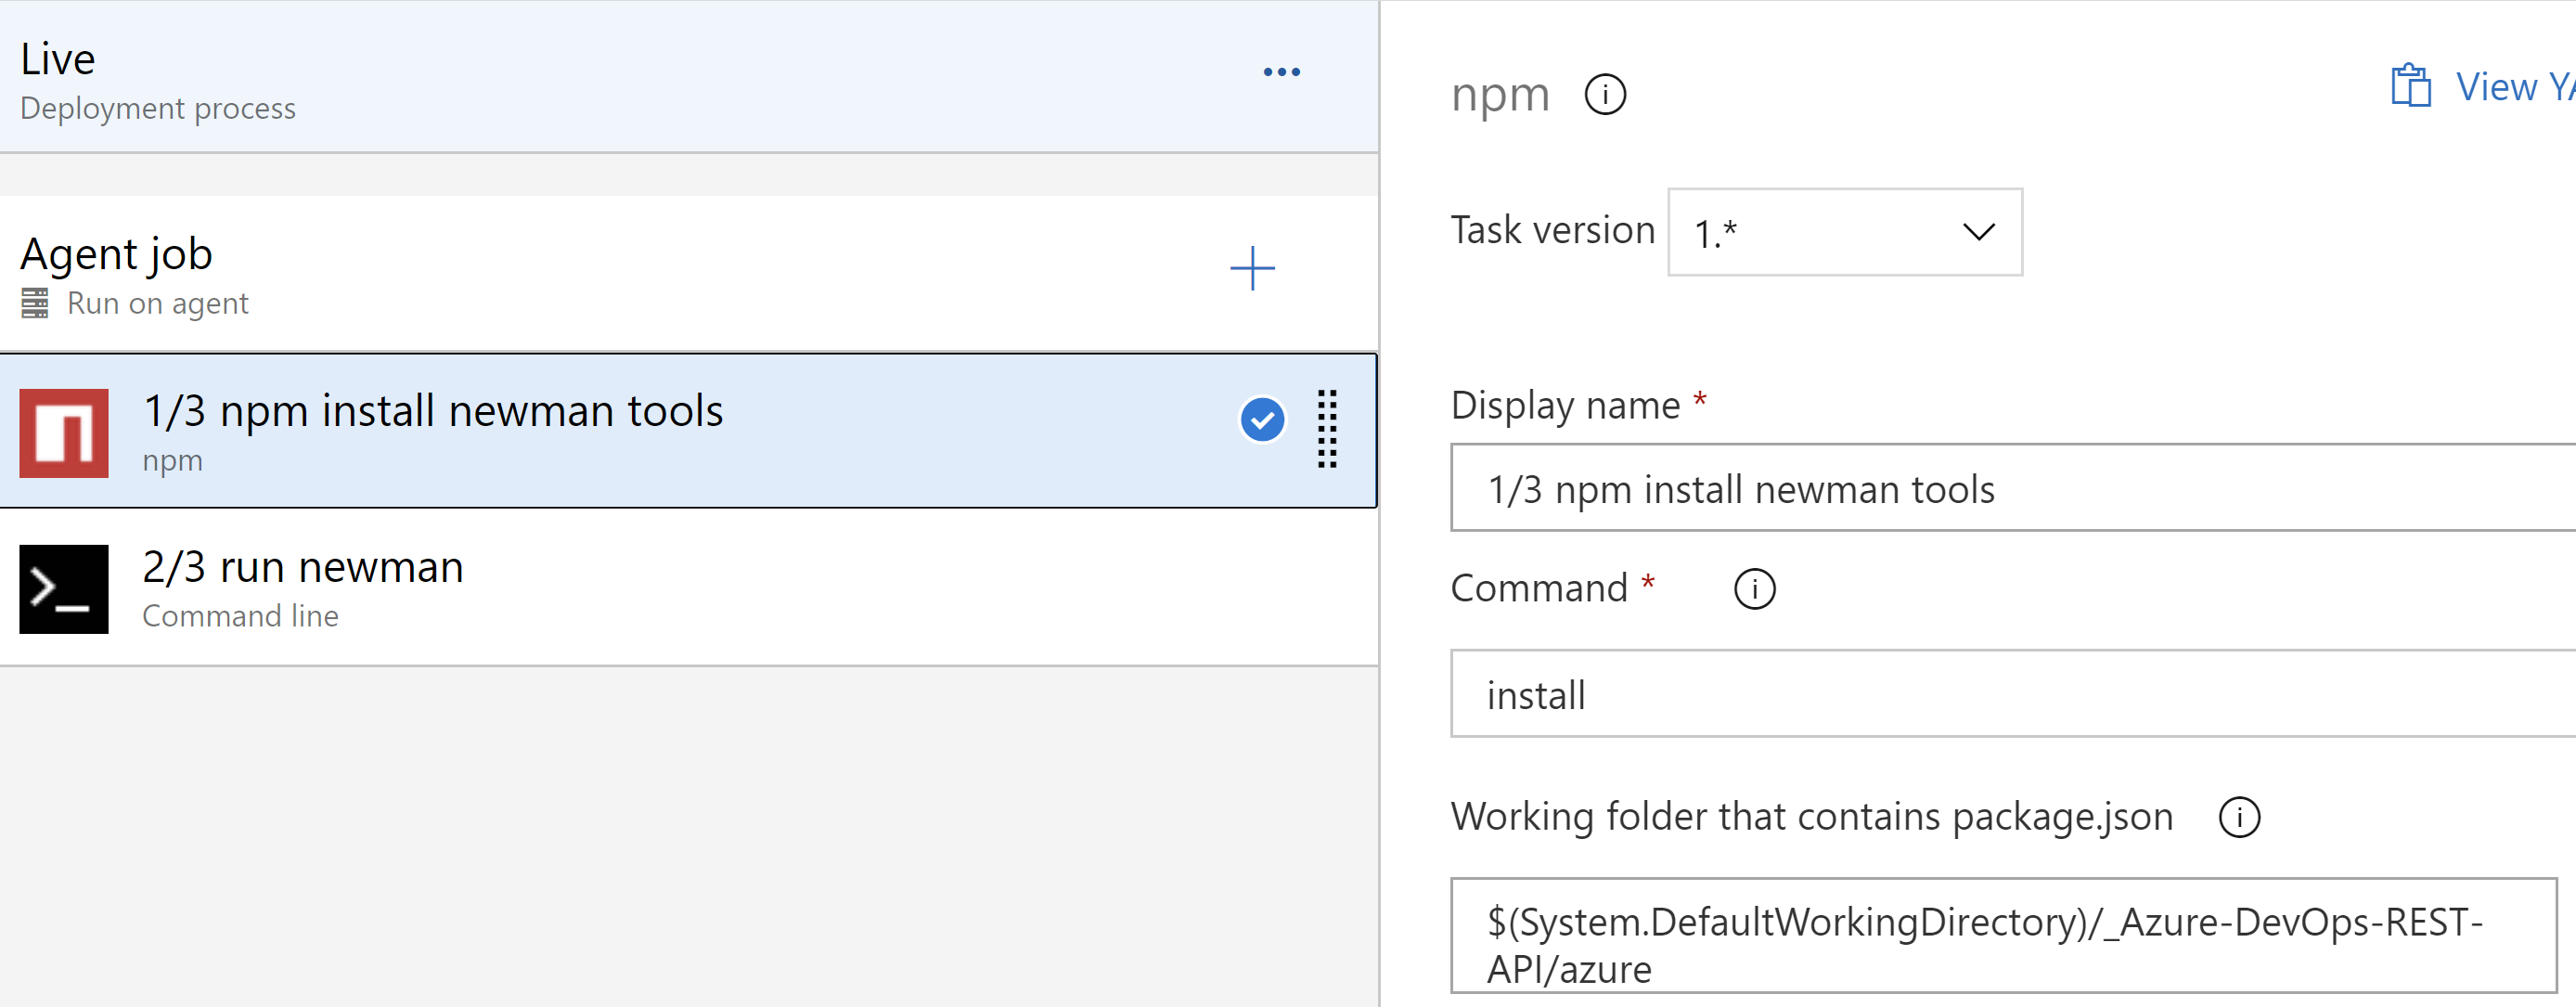 Live
Deployment process
Agent job
Run on agent
1/3 npm install newman tools
npm
2/3 run newman
Command line
npm
View YA
Task version 1.*
Display name *
1/3 npm install newman tools
Command *
install
Working folder that contains package.json
$(System.DefaultWorkingDirectory)/_Azure-DevOps-REST-
API/azure